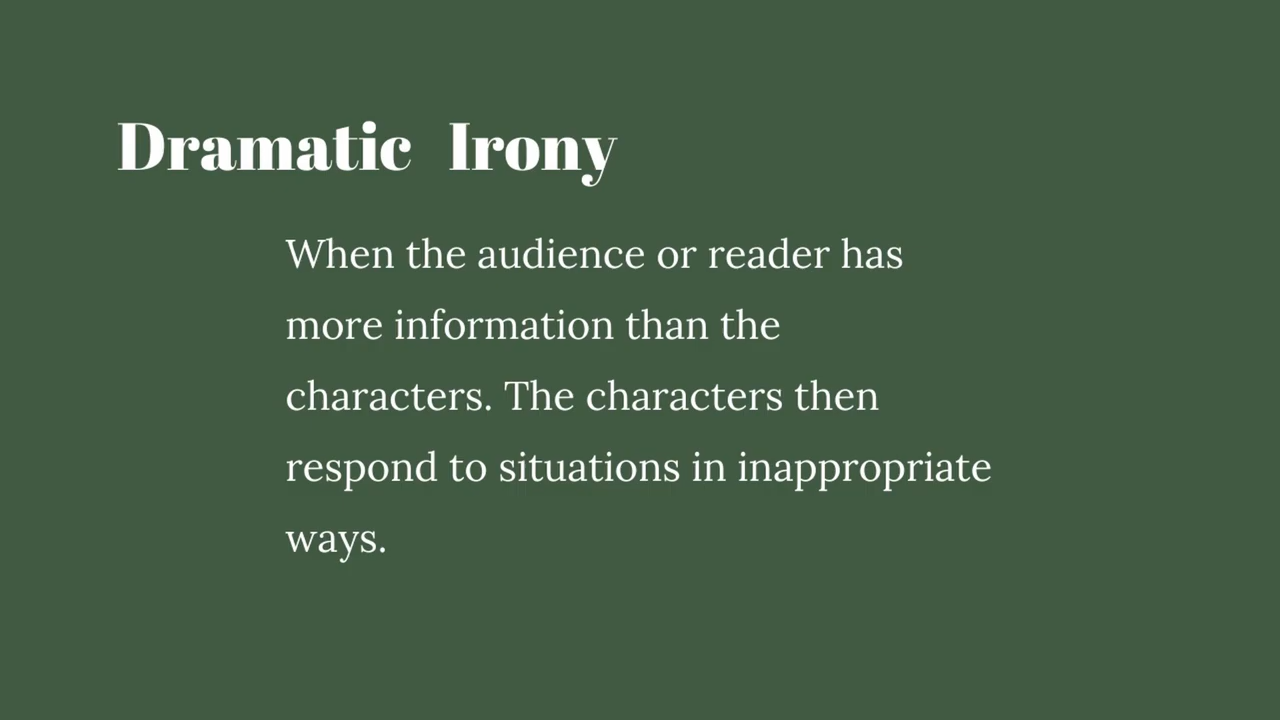 Dramatic Irony
When the audience or reader has
more information than the
characters. The characters then
respond to situations in inappropriate
ways.